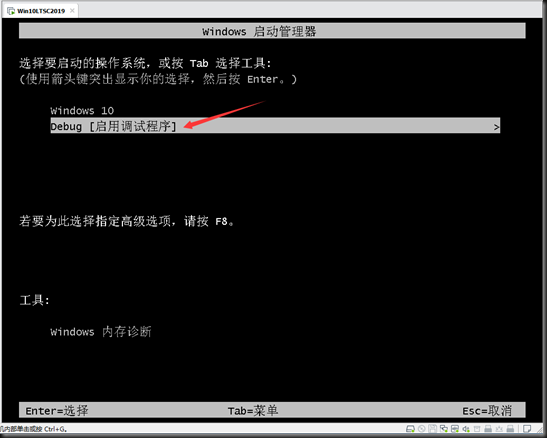 Win10LTSC2019
Windows 启动管理器
选择要启动的操作系统，或按 Tab 选择工具:
(使用箭头键突出显示你的选择，然后按 Enter。)
Windows 10
Debug [启用调试程序] >
若要为此选择指定高级选项，请按 F8。
工具:
Windows 内存诊断
Enter=选择 Tab=菜单 Esc=取消
机内部单击或按 Ctrl+G。